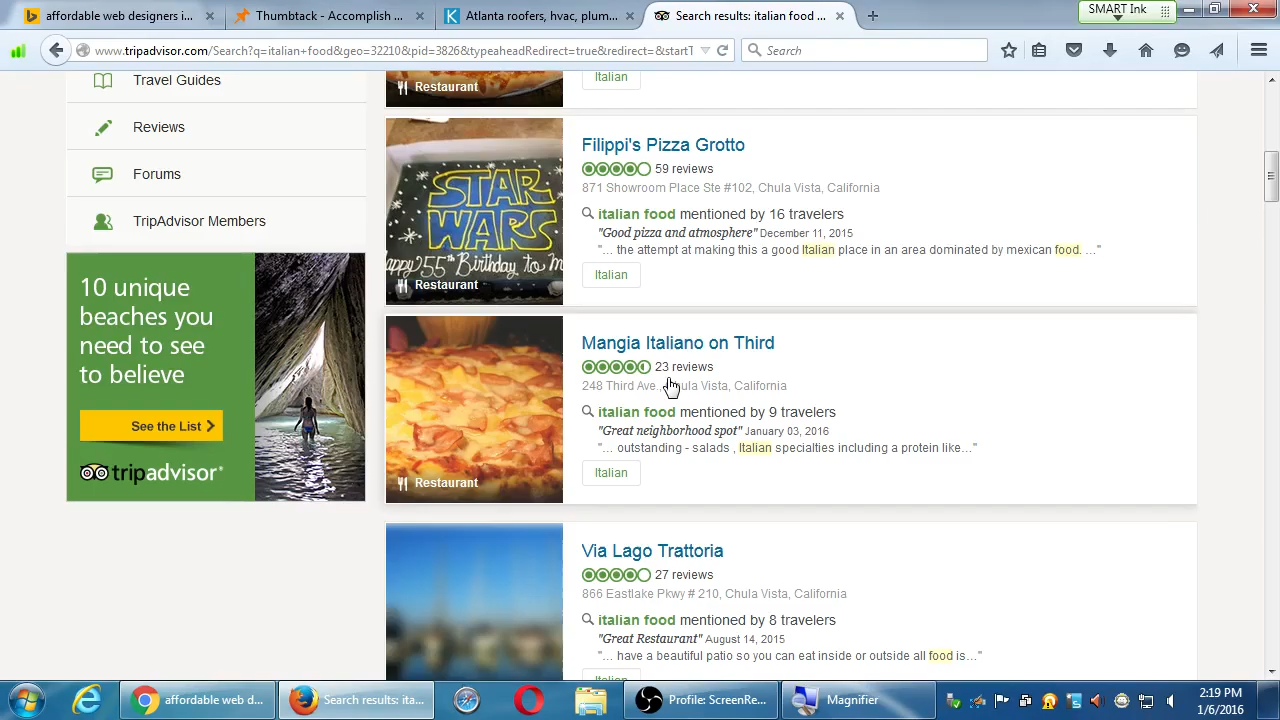 affordable web designers ...
Thumbtack - Accomplish ...
Atlanta roofers, hvac, plum...
Search results: italian food ...
SMART Ink
www.tripadvisor.com/Search?q=italian+food&geo=32210&pid=3826&typeaheadRedirect=true&redirect=&startT
Search
Travel Guides
Reviews
Forums
TripAdvisor Members
10 unique
beaches you
need to see
to believe
See the List
tripadvisor®
Restaurant
Italian
STAR
WARS
Happy 55th Birthday to M
Restaurant
Filippi's Pizza Grotto
59 reviews
871 Showroom Place Ste #102, Chula Vista, California
italian food mentioned by 16 travelers
"Good pizza and atmosphere" December 11, 2015
"... the attempt at making this a good Italian place in an area dominated by mexican food. ..."
Italian
Restaurant
Mangia Italiano on Third
23 reviews
248 Third Ave., Chula Vista, California
italian food mentioned by 9 travelers
"Great neighborhood spot" January 03, 2016
"... outstanding - salads , Italian specialties including a protein like..."
Italian
Via Lago Trattoria
27 reviews
866 Eastlake Pkwy # 210, Chula Vista, California
italian food mentioned by 8 travelers
"Great Restaurant" August 14, 2015
"... have a beautiful patio so you can eat inside or outside all food is..."
Italian
affordable web d...
Search results: ita...
Profile: ScreenRe...
Magnifier
2:19 PM
1/6/2016